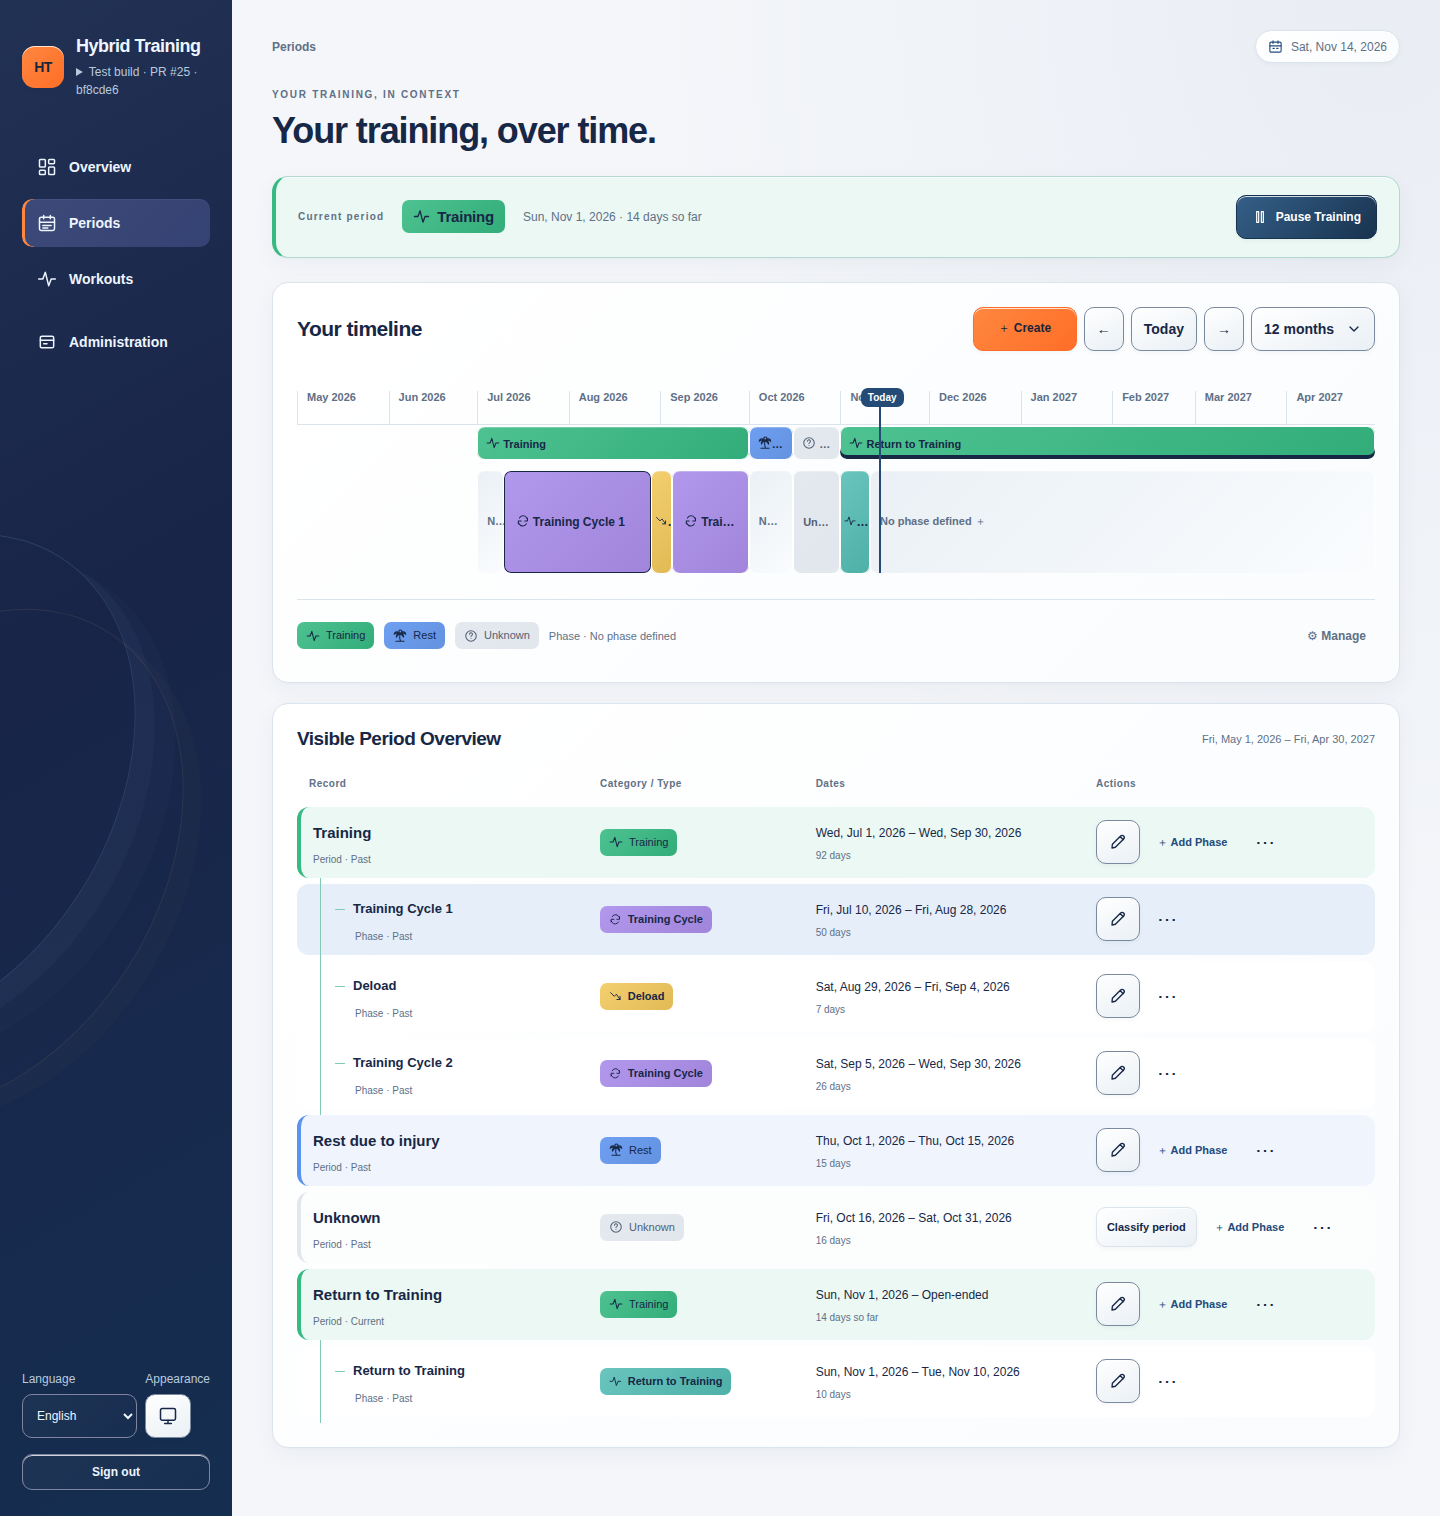 HT
Hybrid Training
▶ Test build · PR #25 ·
bf8cde6
Overview
Periods
Workouts
Administration
Language
Appearance
English
Sign out
Periods
Sat, Nov 14, 2026
YOUR TRAINING, IN CONTEXT
Your training, over time.
Current period
Training
Sun, Nov 1, 2026 · 14 days so far
Pause Training
Your timeline
+ Create
←
Today
→
12 months
May 2026
Jun 2026
Jul 2026
Aug 2026
Sep 2026
Oct 2026
Today
Dec 2026
Jan 2027
Feb 2027
Mar 2027
Apr 2027
Training
...
...
Return to Training
N...
Training Cycle 1
Trai...
N...
Un...
...
No phase defined +
Training
Rest
Unknown
Phase · No phase defined
⚙ Manage
Visible Period Overview
Fri, May 1, 2026 – Fri, Apr 30, 2027
Record
Category / Type
Dates
Actions
Training
Period · Past
Training
Wed, Jul 1, 2026 – Wed, Sep 30, 2026
92 days
+ Add Phase
···
— Training Cycle 1
Phase · Past
Training Cycle
Fri, Jul 10, 2026 – Fri, Aug 28, 2026
50 days
···
— Deload
Phase · Past
Deload
Sat, Aug 29, 2026 – Fri, Sep 4, 2026
7 days
···
— Training Cycle 2
Phase · Past
Training Cycle
Sat, Sep 5, 2026 – Wed, Sep 30, 2026
26 days
···
Rest due to injury
Period · Past
Rest
Thu, Oct 1, 2026 – Thu, Oct 15, 2026
15 days
+ Add Phase
···
Unknown
Period · Past
Unknown
Fri, Oct 16, 2026 – Sat, Oct 31, 2026
16 days
Classify period
+ Add Phase
···
Return to Training
Period · Current
Training
Sun, Nov 1, 2026 – Open-ended
14 days so far
+ Add Phase
···
— Return to Training
Phase · Past
Return to Training
Sun, Nov 1, 2026 – Tue, Nov 10, 2026
10 days
···